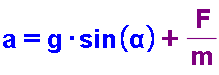 a = g·sin(α) + F/m